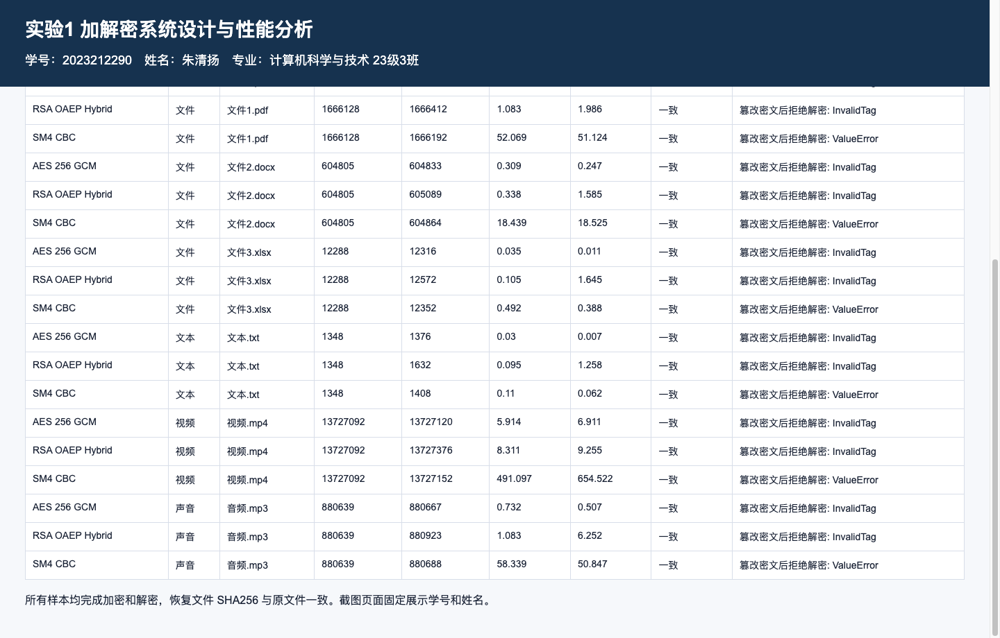 实验1 加解密系统设计与性能分析
学号：2023212290 姓名：朱清扬 专业：计算机科学与技术 23级3班
RSA OAEP Hybrid 文件 文件1.pdf 1666128 1666412 1.083 1.986 一致 篡改密文后拒绝解密: InvalidTag
SM4 CBC 文件 文件1.pdf 1666128 1666192 52.069 51.124 一致 篡改密文后拒绝解密: ValueError
AES 256 GCM 文件 文件2.docx 604805 604833 0.309 0.247 一致 篡改密文后拒绝解密: InvalidTag
RSA OAEP Hybrid 文件 文件2.docx 604805 605089 0.338 1.585 一致 篡改密文后拒绝解密: InvalidTag
SM4 CBC 文件 文件2.docx 604805 604864 18.439 18.525 一致 篡改密文后拒绝解密: ValueError
AES 256 GCM 文件 文件3.xlsx 12288 12316 0.035 0.011 一致 篡改密文后拒绝解密: InvalidTag
RSA OAEP Hybrid 文件 文件3.xlsx 12288 12572 0.105 1.645 一致 篡改密文后拒绝解密: InvalidTag
SM4 CBC 文件 文件3.xlsx 12288 12352 0.492 0.388 一致 篡改密文后拒绝解密: ValueError
AES 256 GCM 文本 文本.txt 1348 1376 0.03 0.007 一致 篡改密文后拒绝解密: InvalidTag
RSA OAEP Hybrid 文本 文本.txt 1348 1632 0.095 1.258 一致 篡改密文后拒绝解密: InvalidTag
SM4 CBC 文本 文本.txt 1348 1408 0.11 0.062 一致 篡改密文后拒绝解密: ValueError
AES 256 GCM 视频 视频.mp4 13727092 13727120 5.914 6.911 一致 篡改密文后拒绝解密: InvalidTag
RSA OAEP Hybrid 视频 视频.mp4 13727092 13727376 8.311 9.255 一致 篡改密文后拒绝解密: InvalidTag
SM4 CBC 视频 视频.mp4 13727092 13727152 491.097 654.522 一致 篡改密文后拒绝解密: ValueError
AES 256 GCM 声音 音频.mp3 880639 880667 0.732 0.507 一致 篡改密文后拒绝解密: InvalidTag
RSA OAEP Hybrid 声音 音频.mp3 880639 880923 1.083 6.252 一致 篡改密文后拒绝解密: InvalidTag
SM4 CBC 声音 音频.mp3 880639 880688 58.339 50.847 一致 篡改密文后拒绝解密: ValueError
所有样本均完成加密和解密，恢复文件 SHA256 与原文件一致。截图页面固定展示学号和姓名。